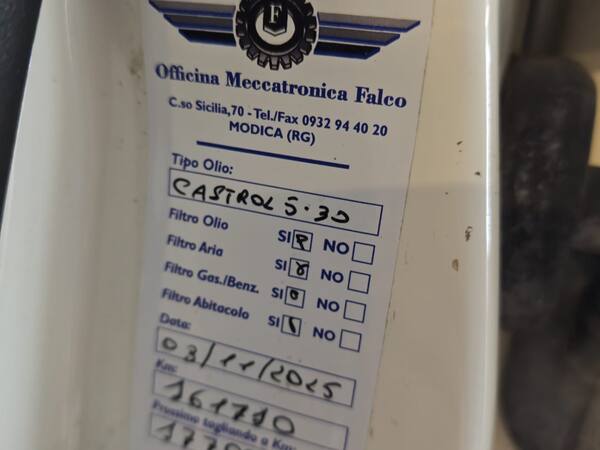 F
Officina Meccatronica Falco
C.so Sicilia,70 - Tel./Fax 0932 94 40 20
MODICA (RG)
Tipo Olio:
CASTROL 5.30
Filtro Olio SI NO
Filtro Aria SI NO
Filtro Gas./Benz. SI NO
Filtro Abitacolo SI NO
Data:
03/11/2025
Km:
161710
Prossimo tagliando a Km: